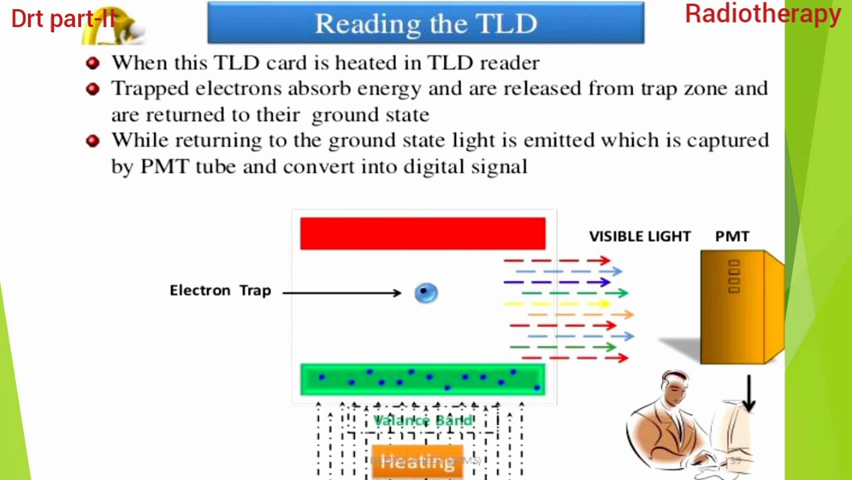 Drt part-II
Reading the TLD
Radiotherapy
When this TLD card is heated in TLD reader
Trapped electrons absorb energy and are released from trap zone and
are returned to their ground state
While returning to the ground state light is emitted which is captured
by PMT tube and convert into digital signal
VISIBLE LIGHT PMT
Electron Trap
Valance Band
Heating